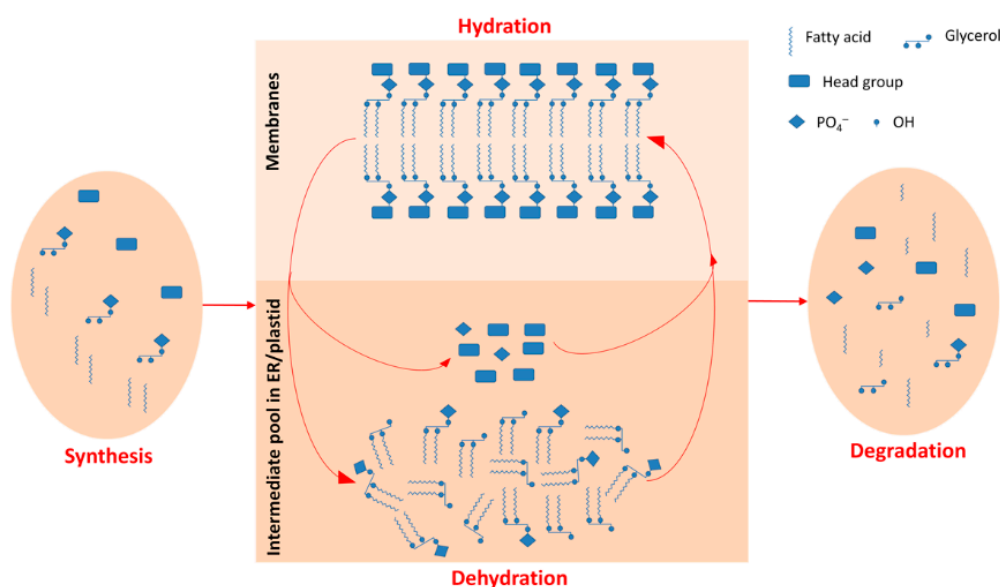 Hydration
Fatty acid
Glycerol
Head group
PO₄⁻
OH
Membranes
Intermediate pool in ER/plastid
Synthesis
Degradation
Dehydration